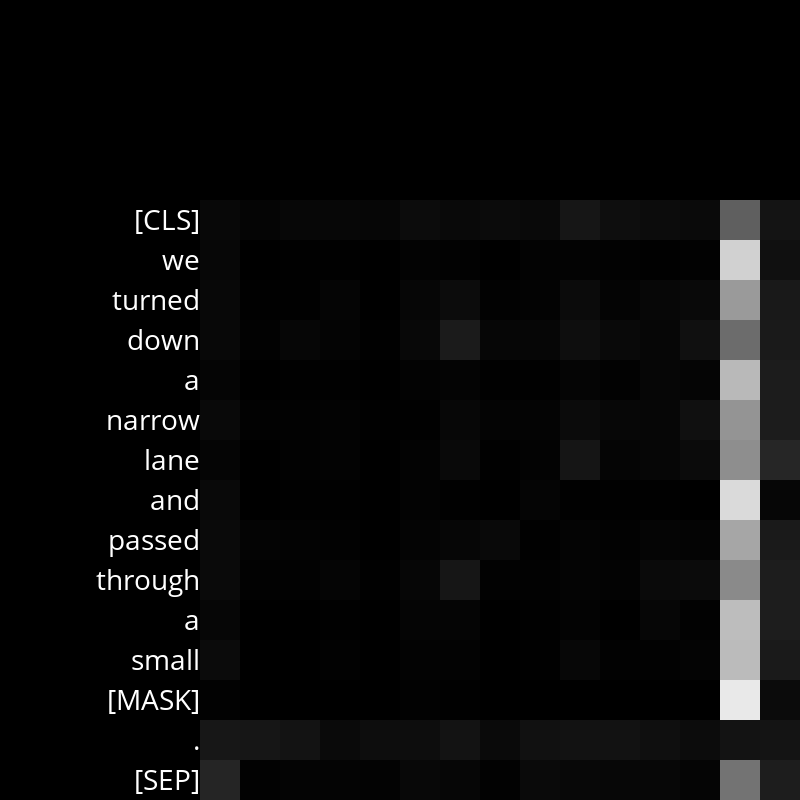 [CLS]
we
turned
down
a
narrow
lane
and
passed
through
a
small
[MASK]
.
[SEP]